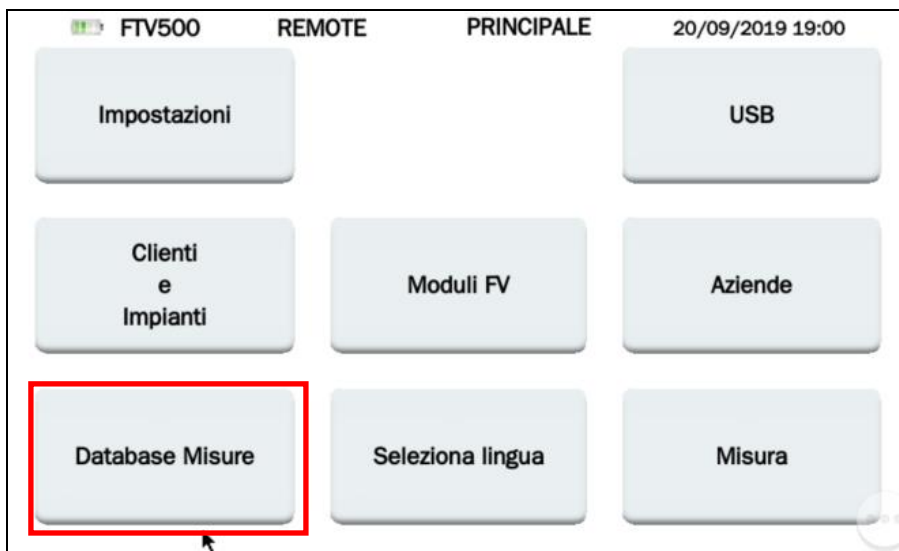 FTV500 REMOTE PRINCIPALE 20/09/2019 19:00
Impostazioni
USB
Clienti
e
Impianti
Moduli FV
Aziende
Database Misure
Seleziona lingua
Misura